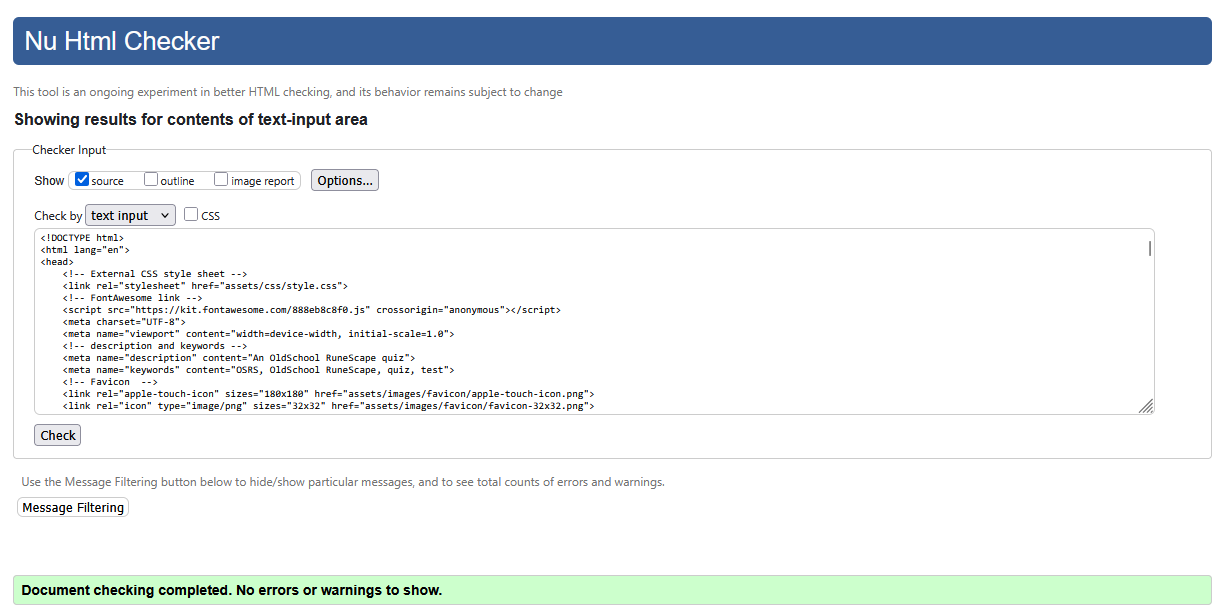 Nu Html Checker
This tool is an ongoing experiment in better HTML checking, and its behavior remains subject to change
Showing results for contents of text-input area
Checker Input
Show source outline image report Options...
Check by text input CSS
<!DOCTYPE html>
<html lang="en">
<head>
    <!-- External CSS style sheet -->
    <link rel="stylesheet" href="assets/css/style.css">
    <!-- FontAwesome link -->
    <script src="https://kit.fontawesome.com/888eb8c8f0.js" crossorigin="anonymous"></script>
    <meta charset="UTF-8">
    <meta name="viewport" content="width=device-width, initial-scale=1.0">
    <!-- description and keywords -->
    <meta name="description" content="An OldSchool RuneScape quiz">
    <meta name="keywords" content="OSRS, OldSchool RuneScape, quiz, test">
    <!-- Favicon  -->
    <link rel="apple-touch-icon" sizes="180x180" href="assets/images/favicon/apple-touch-icon.png">
    <link rel="icon" type="image/png" sizes="32x32" href="assets/images/favicon/favicon-32x32.png">
Check
Use the Message Filtering button below to hide/show particular messages, and to see total counts of errors and warnings.
Message Filtering
Document checking completed. No errors or warnings to show.